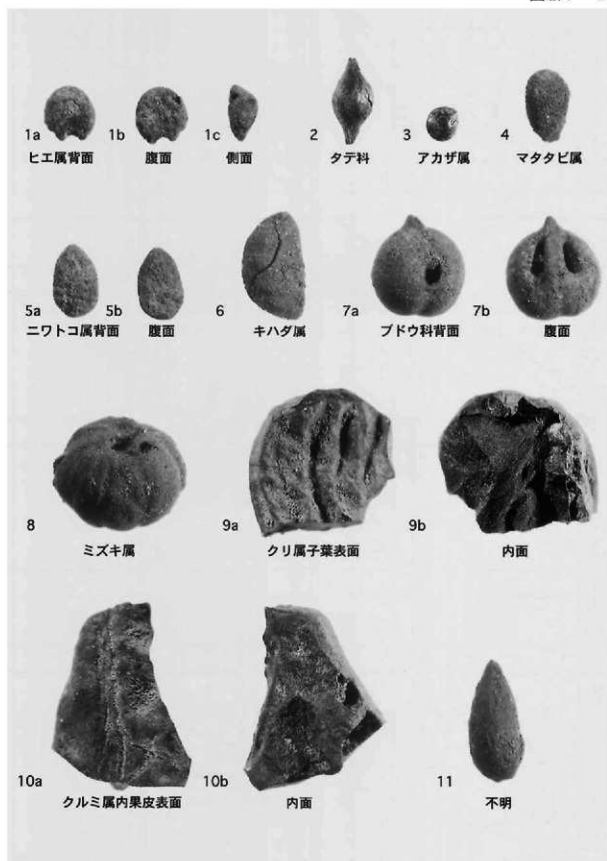 1a 1b 1c 2 3 4
ヒエ属背面 腹面 側面 タデ科 アカザ属 マタタビ属
5a 5b 6 7a 7b
ニワトコ属背面 腹面 キハダ属 ブドウ科背面 腹面
8 9a 9b
ミズキ属 クリ属子葉表面 内面
10a 10b 11
クルミ属内果皮表面 内面 不明